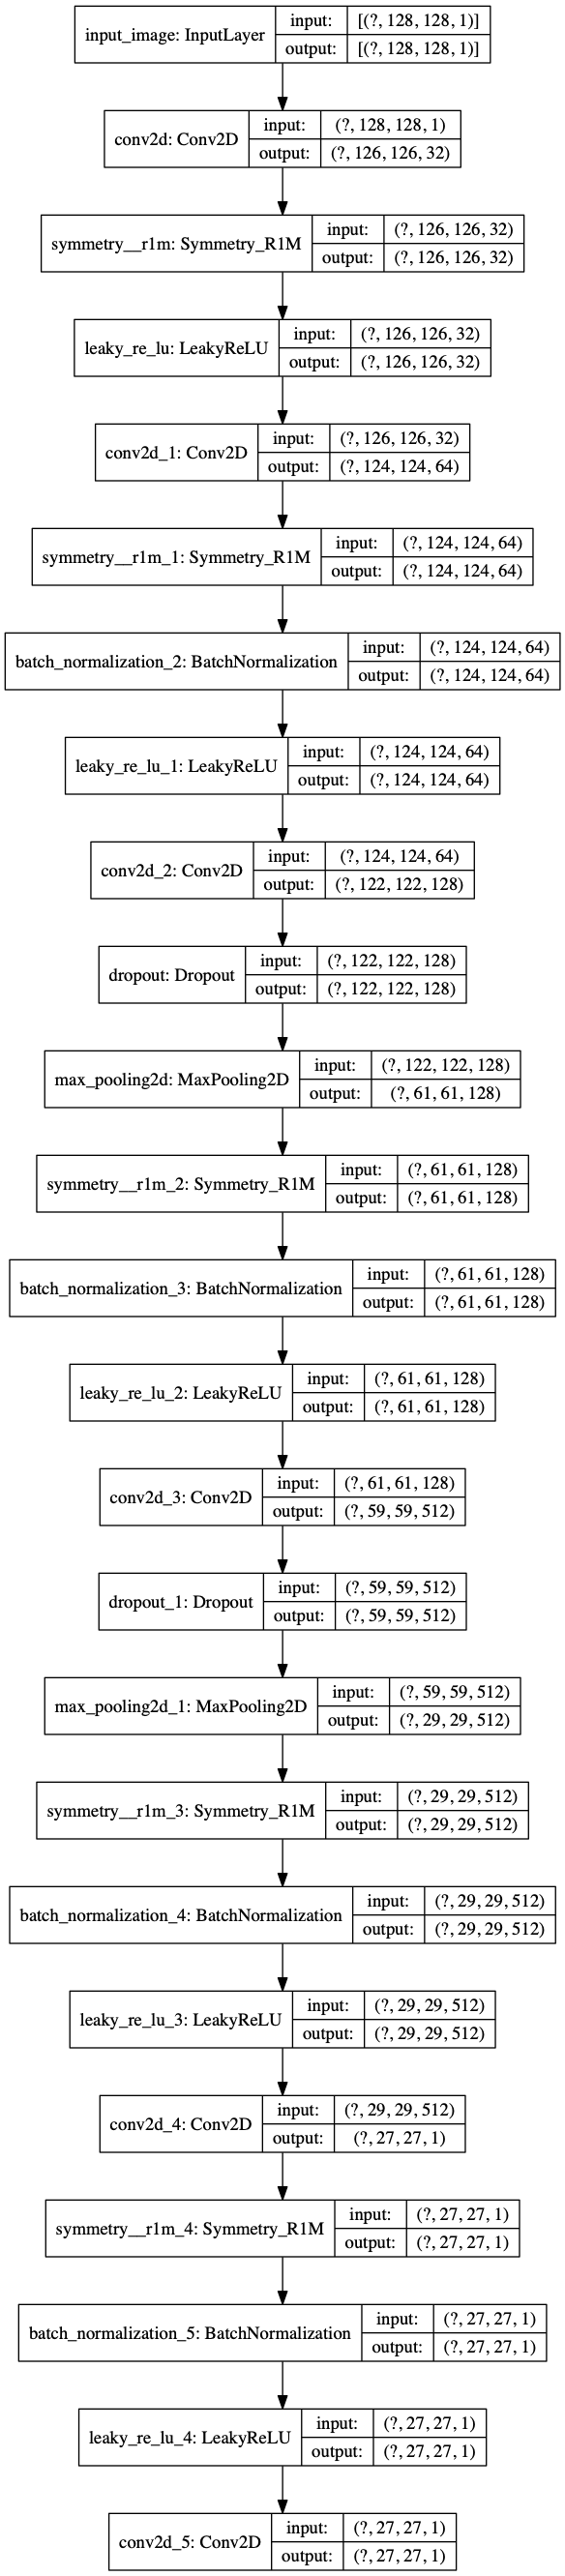 input_image: InputLayer
input:
[(?, 128, 128, 1)]
output:
[(?, 128, 128, 1)]
conv2d: Conv2D
input:
(?, 128, 128, 1)
output:
(?, 126, 126, 32)
symmetry__r1m: Symmetry_R1M
input:
(?, 126, 126, 32)
output:
(?, 126, 126, 32)
leaky_re_lu: LeakyReLU
input:
(?, 126, 126, 32)
output:
(?, 126, 126, 32)
conv2d_1: Conv2D
input:
(?, 126, 126, 32)
output:
(?, 124, 124, 64)
symmetry__r1m_1: Symmetry_R1M
input:
(?, 124, 124, 64)
output:
(?, 124, 124, 64)
batch_normalization_2: BatchNormalization
input:
(?, 124, 124, 64)
output:
(?, 124, 124, 64)
leaky_re_lu_1: LeakyReLU
input:
(?, 124, 124, 64)
output:
(?, 124, 124, 64)
conv2d_2: Conv2D
input:
(?, 124, 124, 64)
output:
(?, 122, 122, 128)
dropout: Dropout
input:
(?, 122, 122, 128)
output:
(?, 122, 122, 128)
max_pooling2d: MaxPooling2D
input:
(?, 122, 122, 128)
output:
(?, 61, 61, 128)
symmetry__r1m_2: Symmetry_R1M
input:
(?, 61, 61, 128)
output:
(?, 61, 61, 128)
batch_normalization_3: BatchNormalization
input:
(?, 61, 61, 128)
output:
(?, 61, 61, 128)
leaky_re_lu_2: LeakyReLU
input:
(?, 61, 61, 128)
output:
(?, 61, 61, 128)
conv2d_3: Conv2D
input:
(?, 61, 61, 128)
output:
(?, 59, 59, 512)
dropout_1: Dropout
input:
(?, 59, 59, 512)
output:
(?, 59, 59, 512)
max_pooling2d_1: MaxPooling2D
input:
(?, 59, 59, 512)
output:
(?, 29, 29, 512)
symmetry__r1m_3: Symmetry_R1M
input:
(?, 29, 29, 512)
output:
(?, 29, 29, 512)
batch_normalization_4: BatchNormalization
input:
(?, 29, 29, 512)
output:
(?, 29, 29, 512)
leaky_re_lu_3: LeakyReLU
input:
(?, 29, 29, 512)
output:
(?, 29, 29, 512)
conv2d_4: Conv2D
input:
(?, 29, 29, 512)
output:
(?, 27, 27, 1)
symmetry__r1m_4: Symmetry_R1M
input:
(?, 27, 27, 1)
output:
(?, 27, 27, 1)
batch_normalization_5: BatchNormalization
input:
(?, 27, 27, 1)
output:
(?, 27, 27, 1)
leaky_re_lu_4: LeakyReLU
input:
(?, 27, 27, 1)
output:
(?, 27, 27, 1)
conv2d_5: Conv2D
input:
(?, 27, 27, 1)
output:
(?, 27, 27, 1)